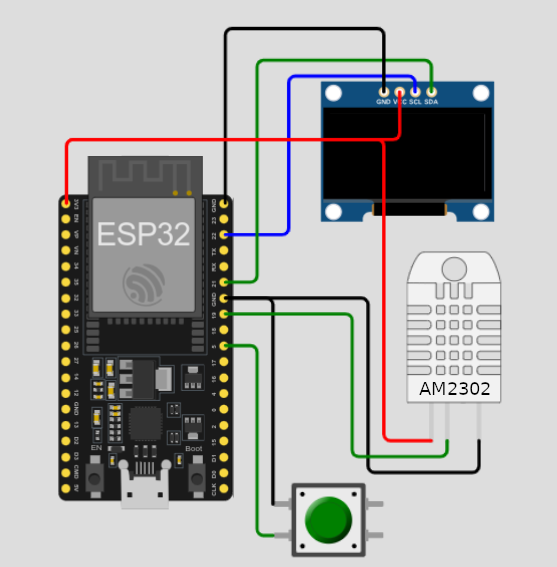 GND VCC SCL SDA
ESP32
3V3
EN
VP
VN
34
35
32
33
25
26
27
14
12
GND
13
D2
D3
CMD
5V
GND
23
22
TX
RX
21
GND
19
18
5
17
16
4
0
2
15
D1
D0
CLK
EN
Boot
AM2302